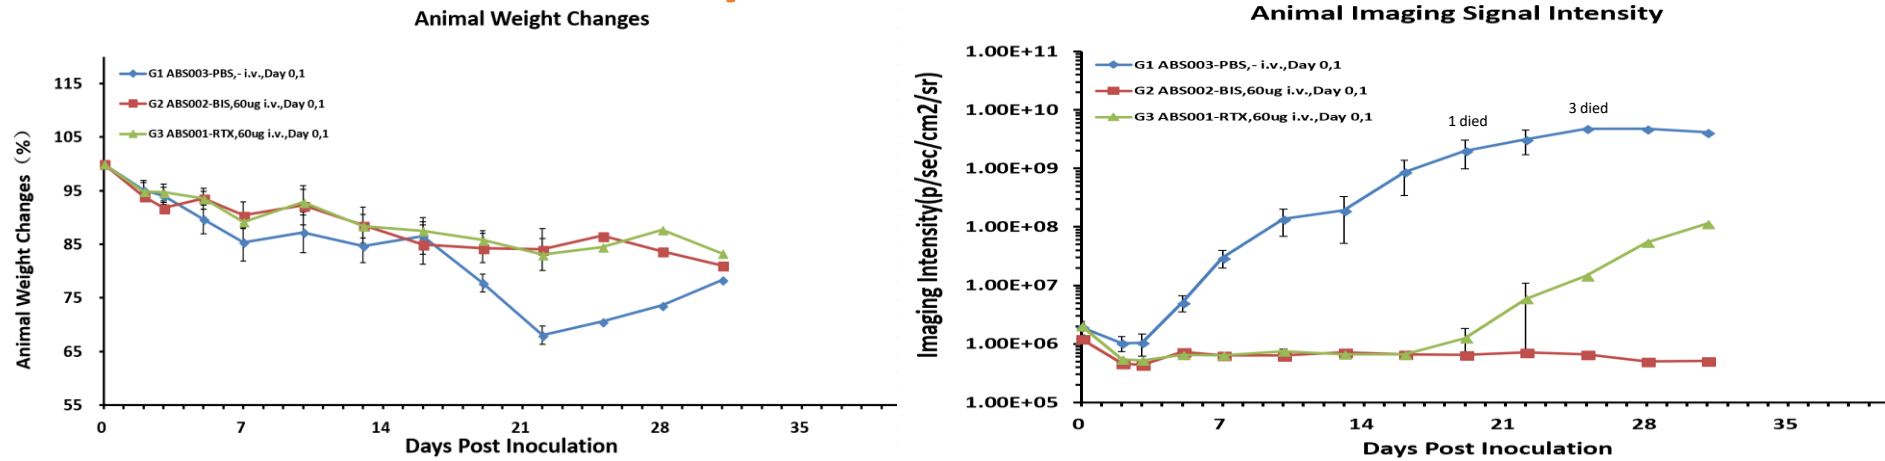 Animal Weight Changes
G1 ABS003-PBS,- i.v.,Day 0,1
G2 ABS002-BIS,60ug i.v.,Day 0,1
G3 ABS001-RTX,60ug i.v.,Day 0,1
Animal Weight Changes (%)
115
105
95
85
75
65
55
0 7 14 21 28 35
Days Post Inoculation
Animal Imaging Signal Intensity
G1 ABS003-PBS,- i.v.,Day 0,1
G2 ABS002-BIS,60ug i.v.,Day 0,1
G3 ABS001-RTX,60ug i.v.,Day 0,1
1 died
3 died
Imaging Intensity(p/sec/cm2/sr)
1.00E+11
1.00E+10
1.00E+09
1.00E+08
1.00E+07
1.00E+06
1.00E+05
0 7 14 21 28 35
Days Post Inoculation